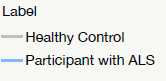 Label
Healthy Control
Participant with ALS